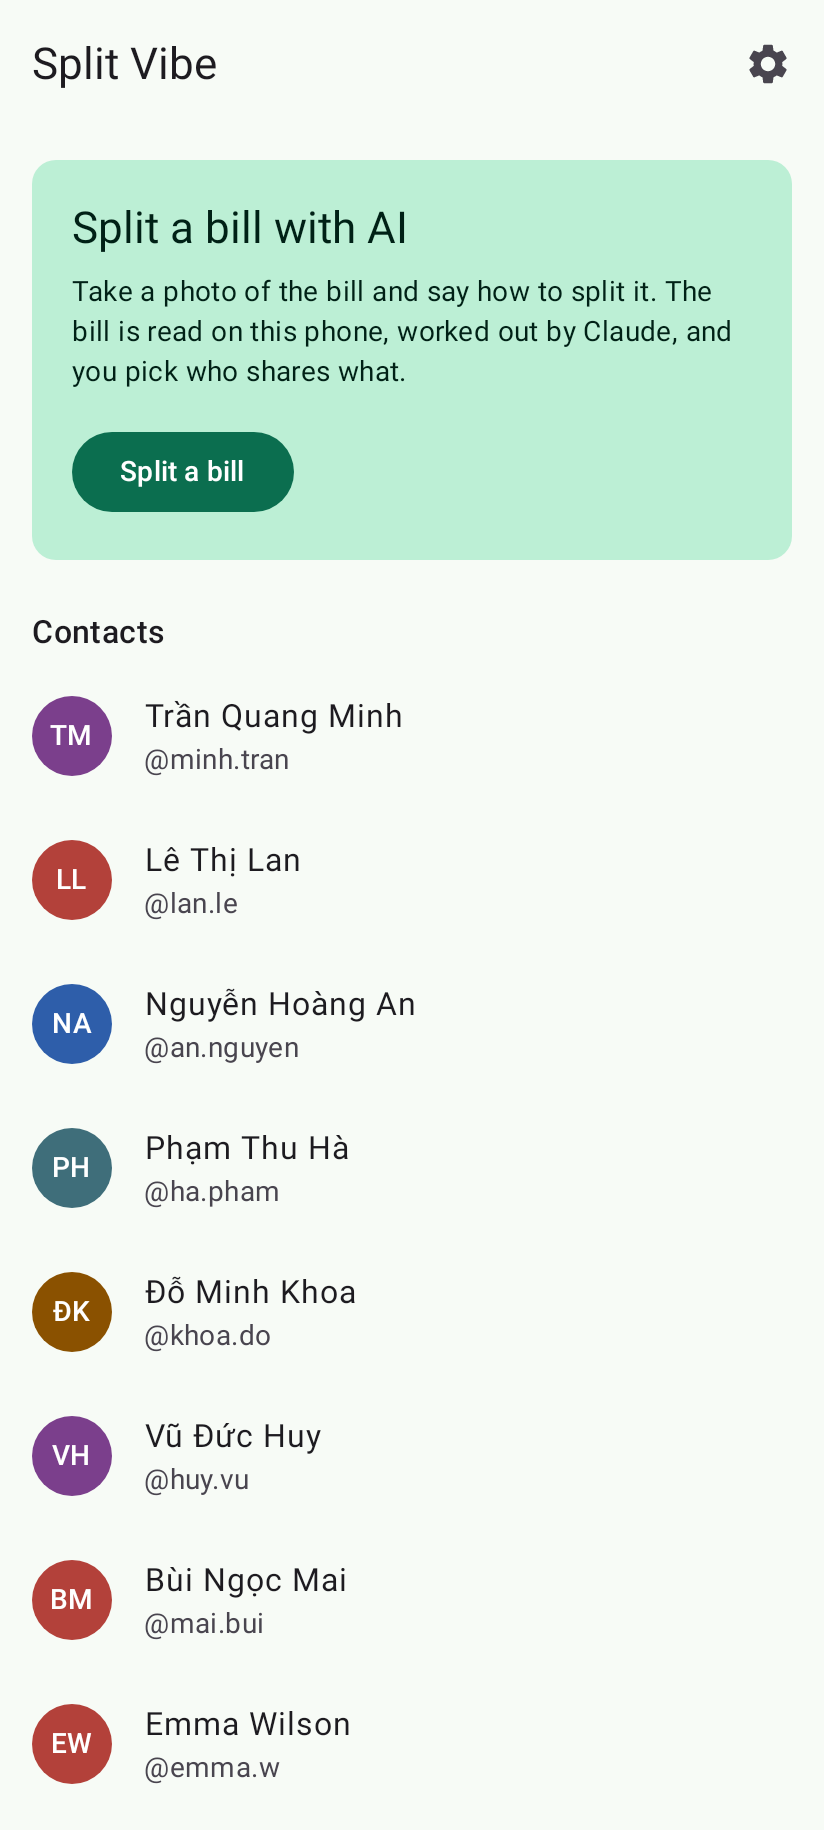 Split Vibe
Split a bill with AI
Take a photo of the bill and say how to split it. The
bill is read on this phone, worked out by Claude, and
you pick who shares what.
Split a bill
Contacts
TM
Trần Quang Minh
@minh.tran
LL
Lê Thị Lan
@lan.le
NA
Nguyễn Hoàng An
@an.nguyen
PH
Phạm Thu Hà
@ha.pham
ĐK
Đỗ Minh Khoa
@khoa.do
VH
Vũ Đức Huy
@huy.vu
BM
Bùi Ngọc Mai
@mai.bui
EW
Emma Wilson
@emma.w